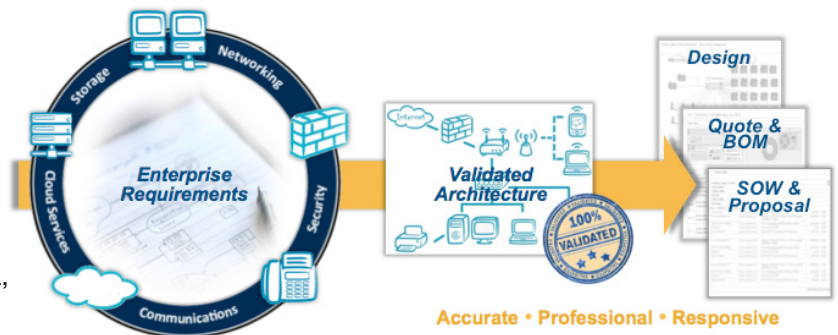 Storage
Networking
Cloud Services
Security
Communications
Enterprise
Requirements
Internet
Validated
Architecture
100%
VALIDATED
Design
Quote &
BOM
SOW &
Proposal
,
Accurate • Professional • Responsive